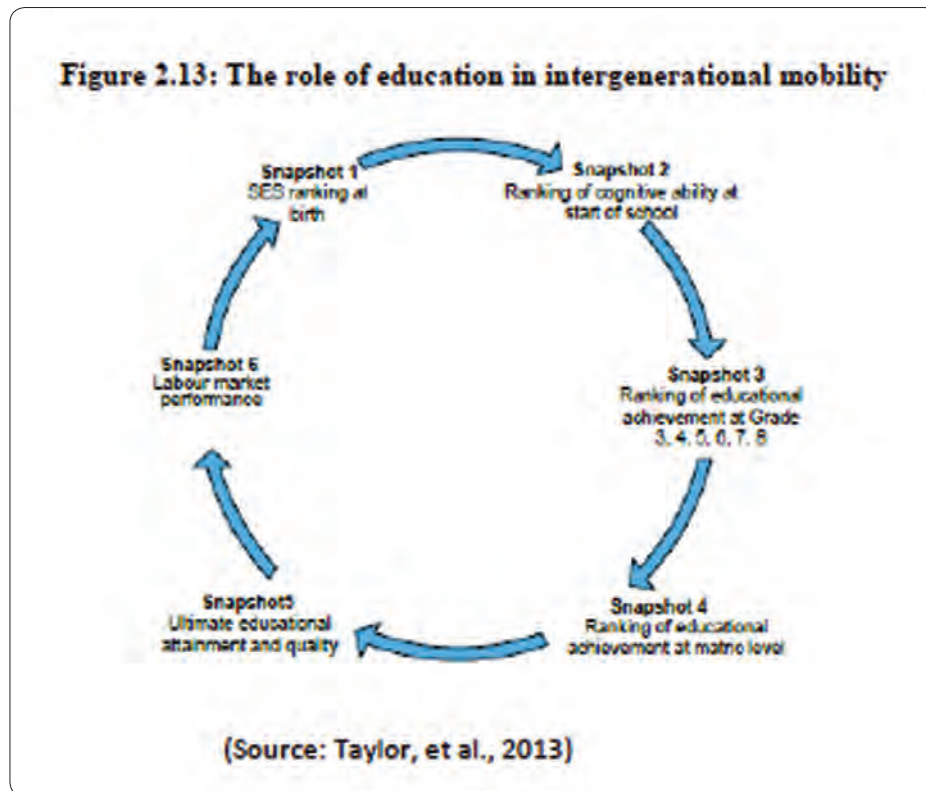 Figure 2.13: The role of education in intergenerational mobility
Snapshot 1
SES ranking at
birth
Snapshot 2
Ranking of cognitive ability at
start of school
Snapshot 3
Ranking of educational
achievement at Grade
3, 4, 5, 6, 7, 8
Snapshot 4
Ranking of educational
achievement at matric level
Snapshot5
Ultimate educational
attainment and quality
Snapshot 6
Labour market
performance
(Source: Taylor, et al., 2013)